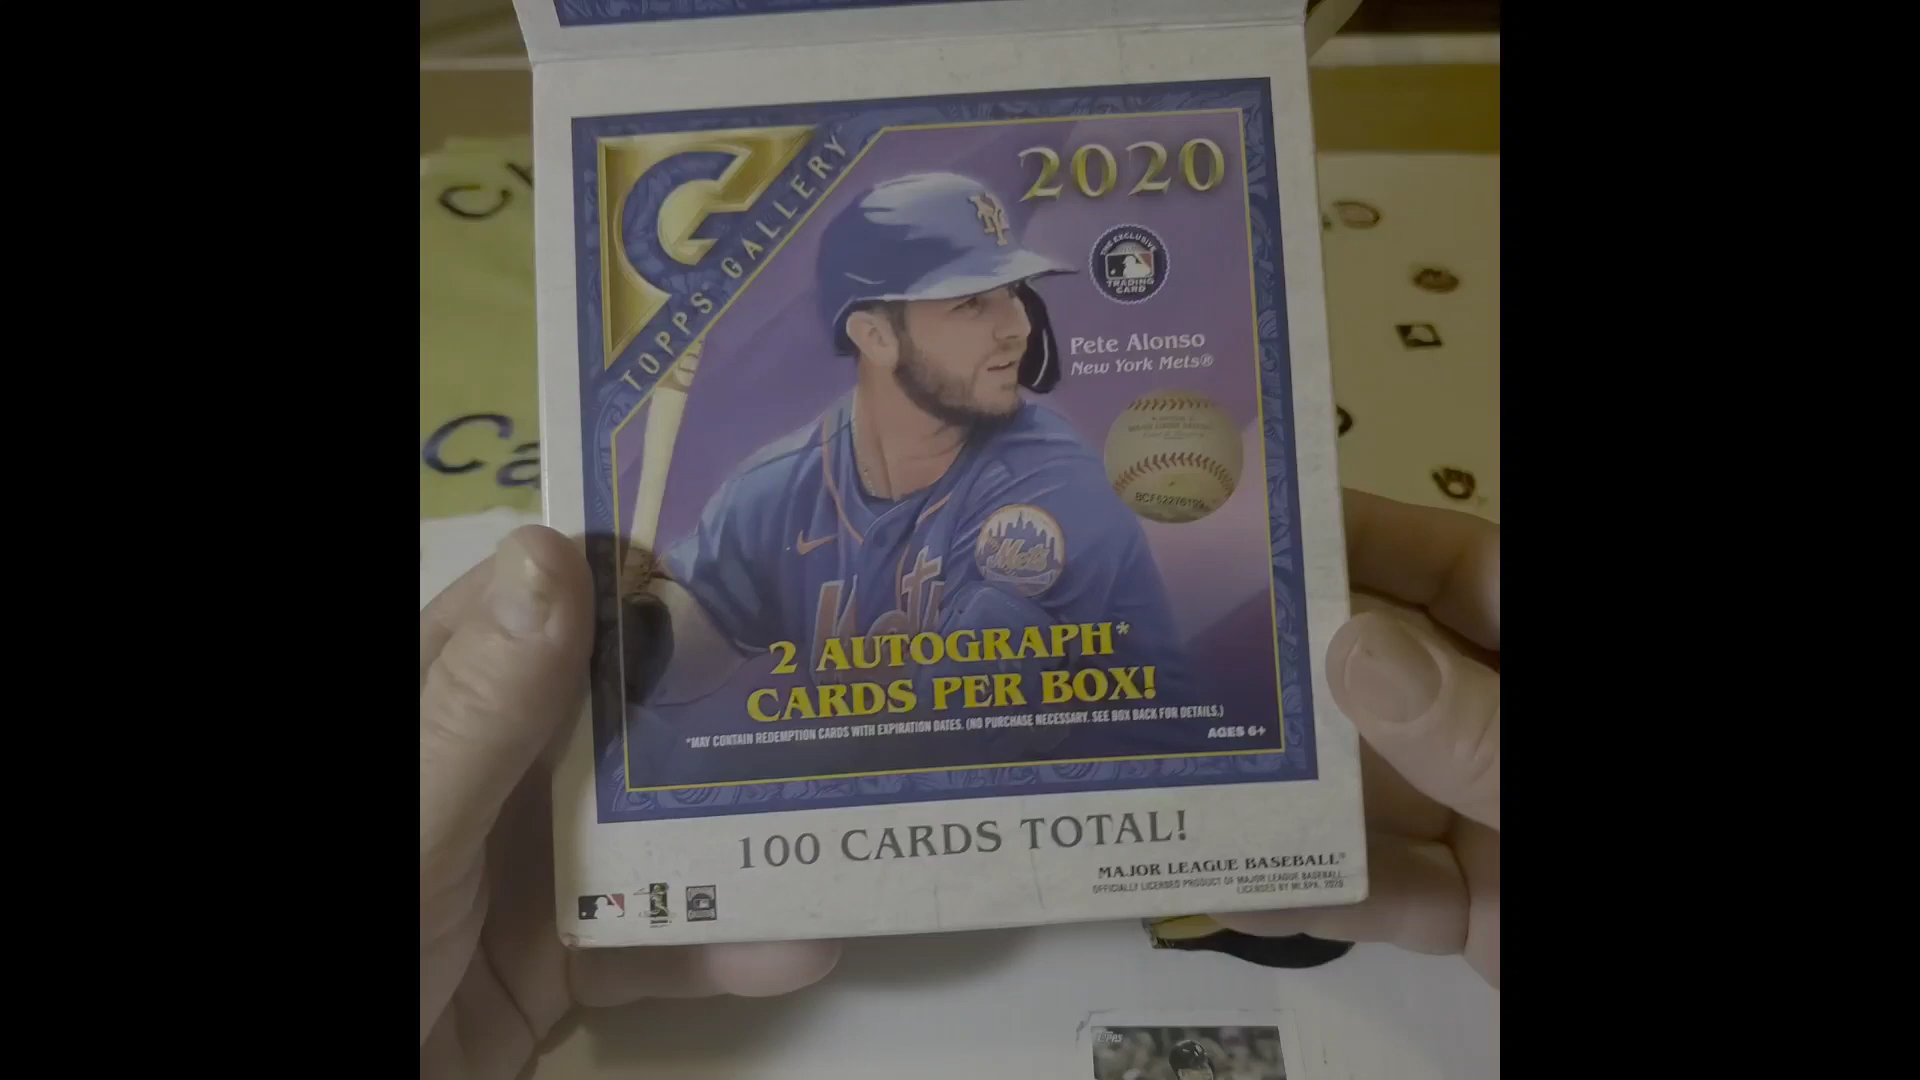 2020
TOPPS GALLERY
THE EXCLUSIVE
TRADING
CARD
Pete Alonso
New York Mets®
Mets
2 AUTOGRAPH*
CARDS PER BOX!
*MAY CONTAIN REDEMPTION CARDS WITH EXPIRATION DATES. (NO PURCHASE NECESSARY. SEE BOX BACK FOR DETAILS.)
AGES 6+
100 CARDS TOTAL!
MAJOR LEAGUE BASEBALL®
OFFICIALLY LICENSED PRODUCT OF MAJOR LEAGUE BASEBALL.
LICENSED BY MLBPA, 2020
TOPPS